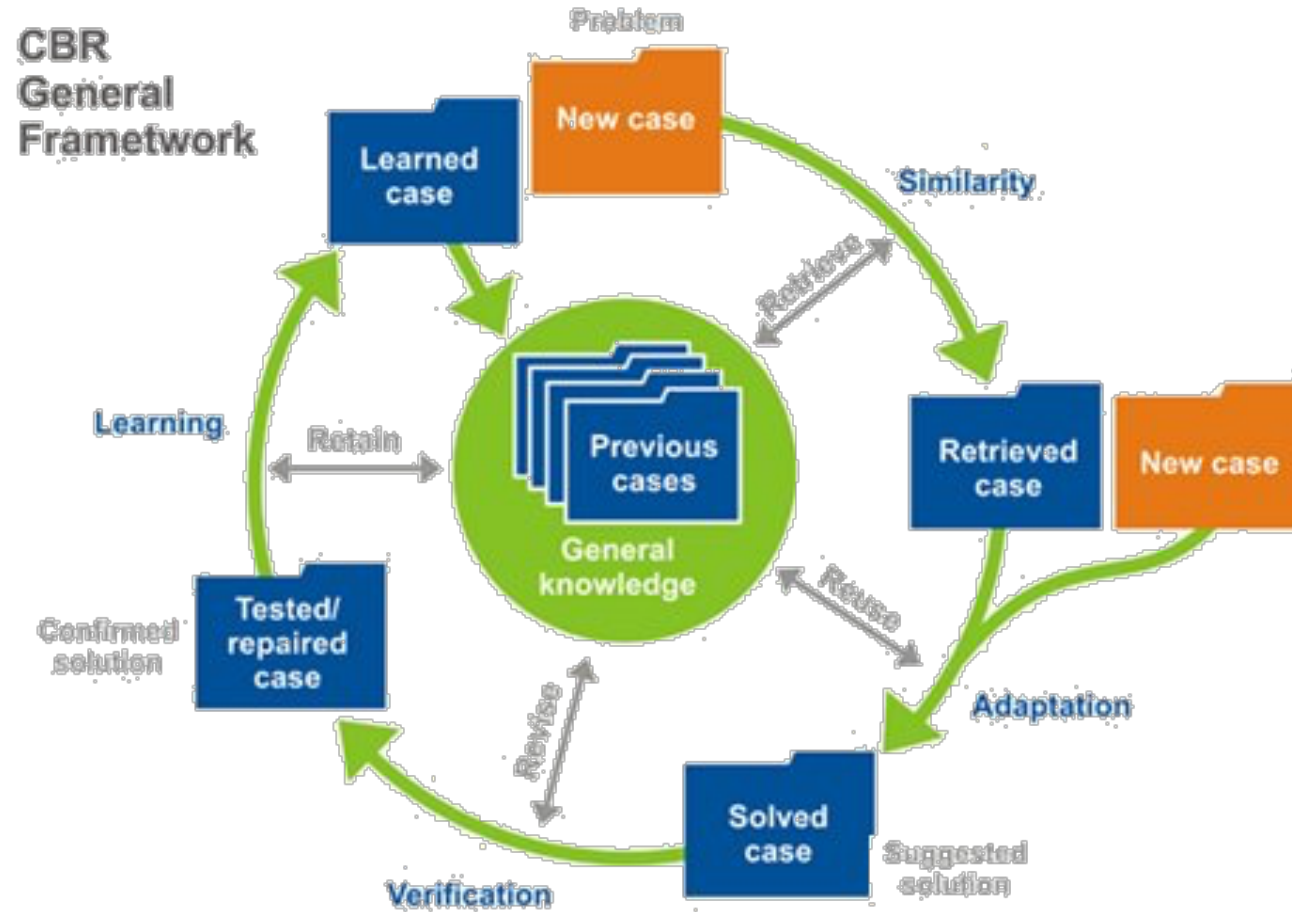 CBR
General
Frametwork
Problem
New case
Learned
case
Similarity
Retrieve
Learning
Retain
Previous
cases
General
knowledge
Retrieved
case
New case
Reuse
Confirmed
solution
Tested/
repaired
case
Revise
Adaptation
Solved
case
Suggested
solution
Verification